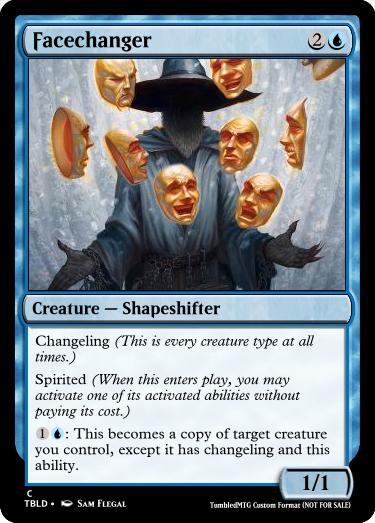 Facechanger 2
Creature — Shapeshifter
Changeling (This is every creature type at all
times.)
Spirited (When this enters play, you may
activate one of its activated abilities without
paying its cost.)
1 : This becomes a copy of target creature
you control, except it has changeling and this
ability.
1/1
C
TBLD • Sam Flegal
TumbledMTG Custom Format (NOT FOR SALE)